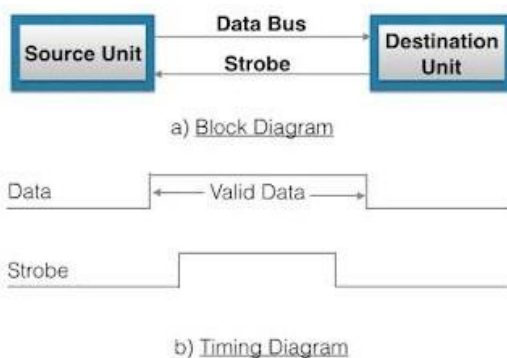 Data Bus
Source Unit
Destination
Unit
Strobe
a) Block Diagram
Data
Valid Data
Strobe
b) Timing Diagram